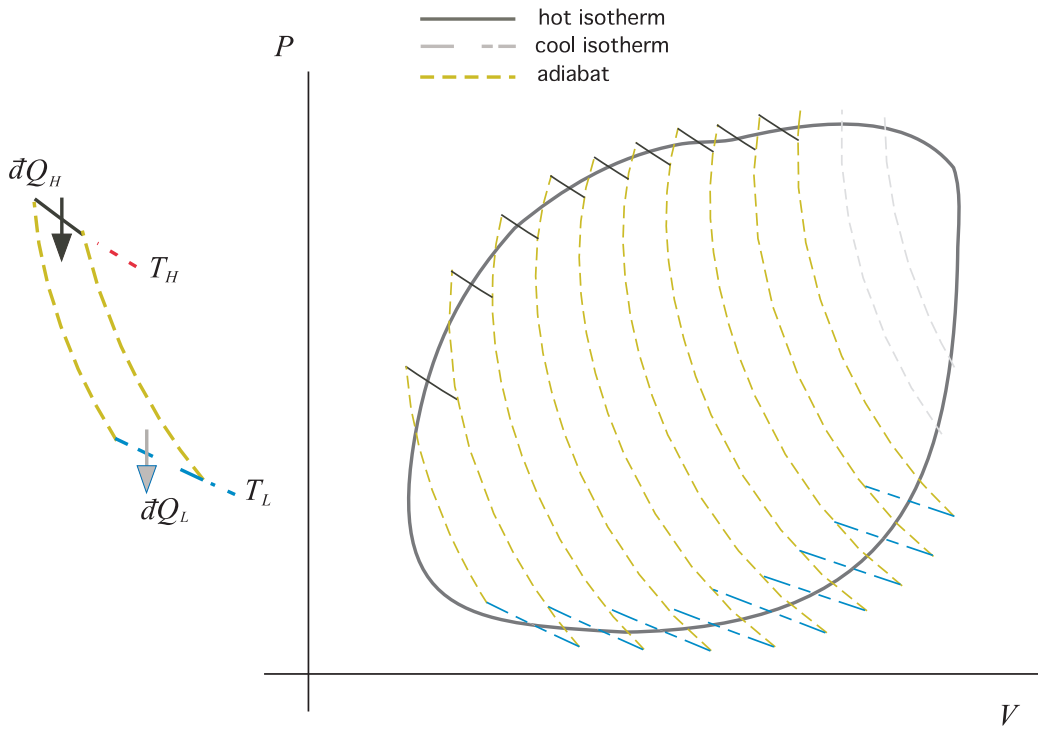 hot isotherm
cool isotherm
adiabat
P
đQH
TH
TL
đQL
V